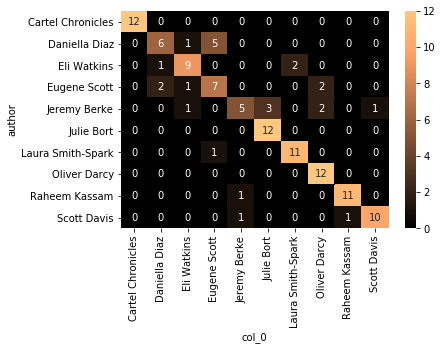 Cartel Chronicles 12 0 0 0 0 0 0 0 0 0
Daniella Diaz 0 6 1 5 0 0 0 0 0 0
Eli Watkins 0 1 9 0 0 0 2 0 0 0
Eugene Scott 0 2 1 7 0 0 0 2 0 0
Jeremy Berke 0 0 1 0 5 3 0 2 0 1
Julie Bort 0 0 0 0 0 12 0 0 0 0
Laura Smith-Spark 0 0 0 1 0 0 11 0 0 0
Oliver Darcy 0 0 0 0 0 0 0 12 0 0
Raheem Kassam 0 0 0 0 1 0 0 0 11 0
Scott Davis 0 0 0 0 1 0 0 0 1 10
author
Cartel Chronicles
Daniella Diaz
Eli Watkins
Eugene Scott
Jeremy Berke
Julie Bort
Laura Smith-Spark
Oliver Darcy
Raheem Kassam
Scott Davis
col_0
12
10
8
6
4
2
0